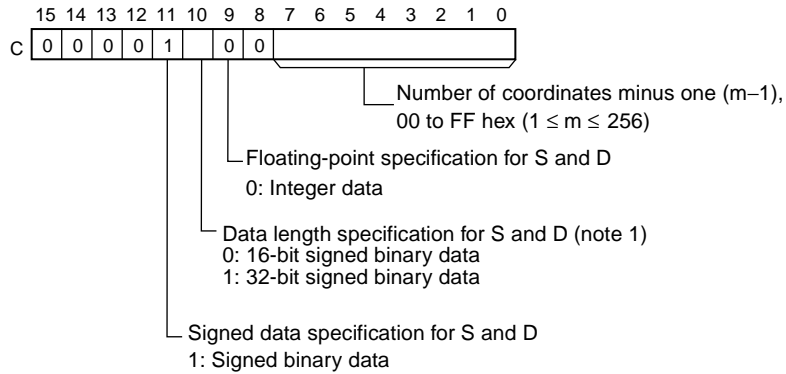 15 14 13 12 11 10 9 8 7 6 5 4 3 2 1 0
C 0 0 0 0 1 0 0
Number of coordinates minus one (m−1),
00 to FF hex (1 ≤ m ≤ 256)
Floating-point specification for S and D
0: Integer data
Data length specification for S and D (note 1)
0: 16-bit signed binary data
1: 32-bit signed binary data
Signed data specification for S and D
1: Signed binary data